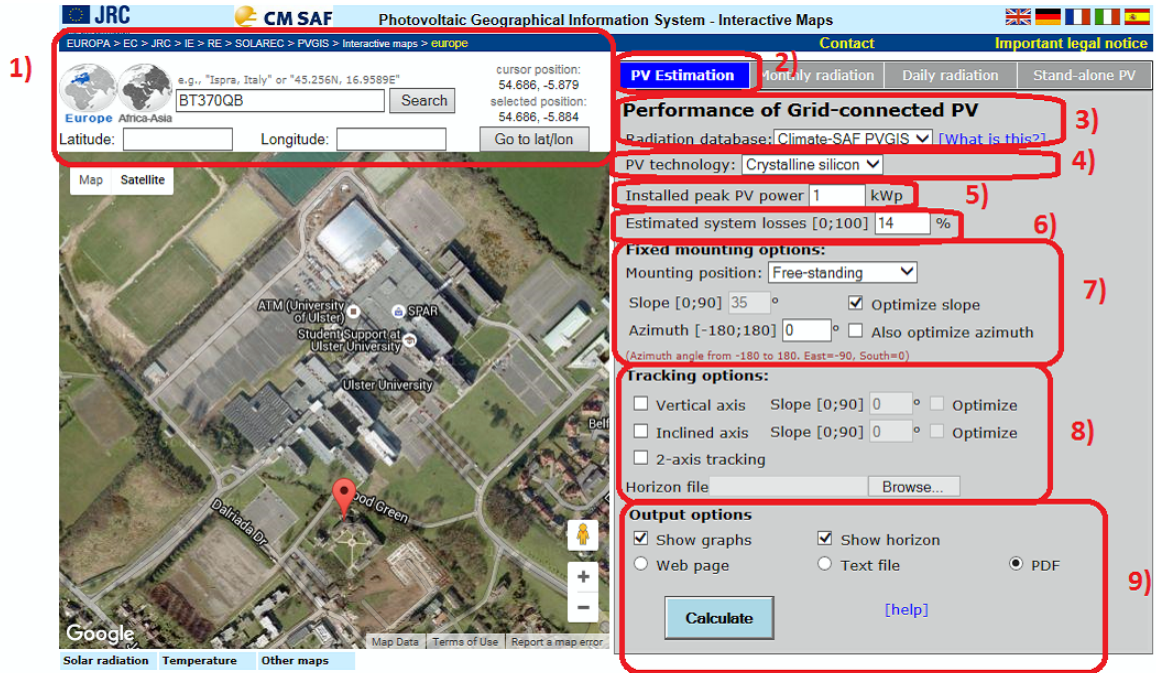 JRC
CM SAF
Photovoltaic Geographical Information System - Interactive Maps
EUROPA > EC > JRC > IE > RE > SOLAREC > PVGIS > Interactive maps > europe
Contact
Important legal notice
1)
e.g., "Ispra, Italy" or "45.256N, 16.9589E"
BT370QB
Search
Europe
Africa-Asia
cursor position:
54.686, -5.879
selected position:
54.686, -5.884
Latitude:
Longitude:
Go to lat/lon
2)
PV Estimation
Monthly radiation
Daily radiation
Stand-alone PV
Performance of Grid-connected PV
3)
Radiation database: Climate-SAF PVGIS [What is this?]
PV technology: Crystalline silicon
4)
Installed peak PV power 1 kWp
5)
Estimated system losses [0;100] 14 %
6)
Fixed mounting options:
Mounting position: Free-standing
7)
Slope [0;90] 35 ° Optimize slope
Azimuth [-180;180] 0 ° Also optimize azimuth
(Azimuth angle from -180 to 180. East=-90, South=0)
Tracking options:
Vertical axis Slope [0;90] 0 ° Optimize
Inclined axis Slope [0;90] 0 ° Optimize
8)
2-axis tracking
Horizon file Browse...
Output options
Show graphs
Show horizon
Web page
Text file
PDF
9)
Calculate
[help]
Map
Satellite
ATM (University of Ulster)
SPAR
Student Support at Ulster University
Ulster University
Belf
Dalriada Dr
ood Green
Google
+
−
Map Data
Terms of Use
Report a map error
Solar radiation
Temperature
Other maps